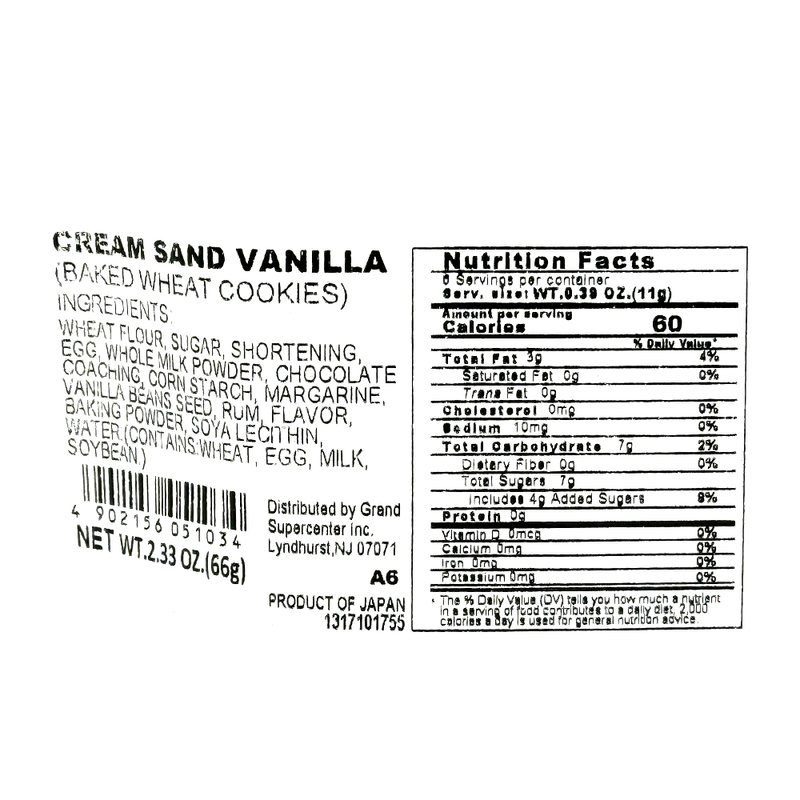 CREAM SAND VANILLA
(BAKED WHEAT COOKIES)
INGREDIENTS:
WHEAT FLOUR, SUGAR, SHORTENING,
EGG, WHOLE MILK POWDER, CHOCOLATE
COACHING, CORN STARCH, MARGARINE,
VANILLA BEANS SEED, RUM, FLAVOR,
BAKING POWDER, SOYA LECITHIN,
WATER.(CONTAINS:WHEAT, EGG, MILK,
SOYBEAN.)
4 902156 051034
NET WT.2.33 OZ.(66g)
Distributed by Grand
Supercenter Inc.
Lyndhurst,NJ 07071
A6
PRODUCT OF JAPAN
1317101755
Nutrition Facts
6 Servings per container
Serv. size: WT.0.39 OZ.(11g)
Amount per serving
Calories 60
% Daily Value*
Total Fat 3g 4%
Saturated Fat 0g 0%
Trans Fat 0g
Cholesterol 0mg 0%
Sodium 10mg 0%
Total Carbohydrate 7g 2%
Dietary Fiber 0g 0%
Total Sugars 7g
Includes 4g Added Sugars 8%
Protein 0g
Vitamin D 0mcg 0%
Calcium 0mg 0%
Iron 0mg 0%
Potassium 0mg 0%
* The % Daily Value (DV) tells you how much a nutrient
in a serving of food contributes to a daily diet. 2,000
calories a day is used for general nutrition advice.